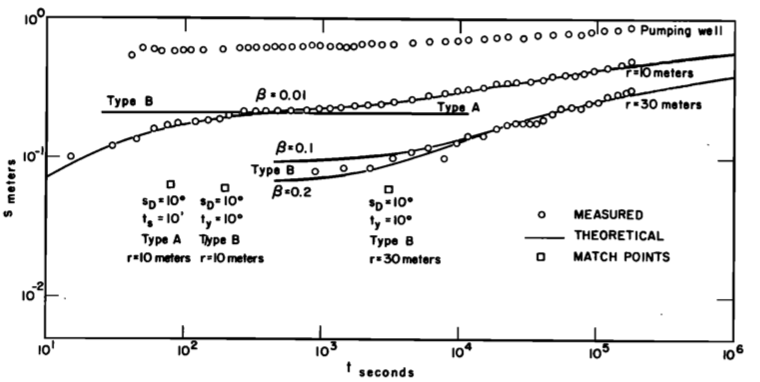 10⁰
Pumping well
Type B
β=0.01
Type A
r=10 meters
r=30 meters
S meters
10⁻¹
β=0.1
Type B
β=0.2
s_D=10⁰
t_s=10'
Type A
r=10 meters
s_D=10⁰
t_y=10⁰
Type B
r=10 meters
s_D=10⁰
t_y=10⁰
Type B
r=30 meters
MEASURED
THEORETICAL
MATCH POINTS
10⁻²
10¹
10²
10³
10⁴
10⁵
10⁶
t seconds